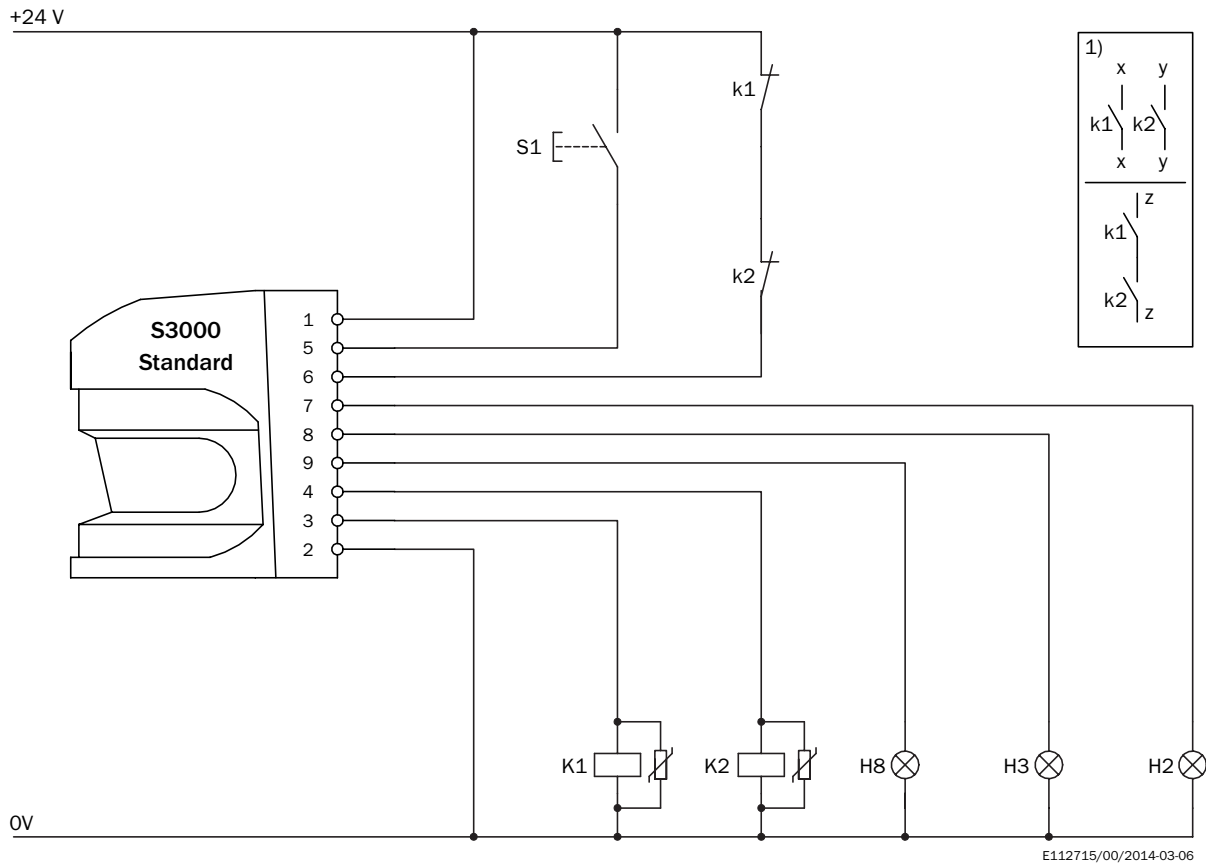 +24 V
1)
x y
k1 k2
x y
z
k1
k2
z
k1
S1
k2
S3000
Standard
1
5
6
7
8
9
4
3
2
K1 K2 H8 H3 H2
0V
E112715/00/2014-03-06